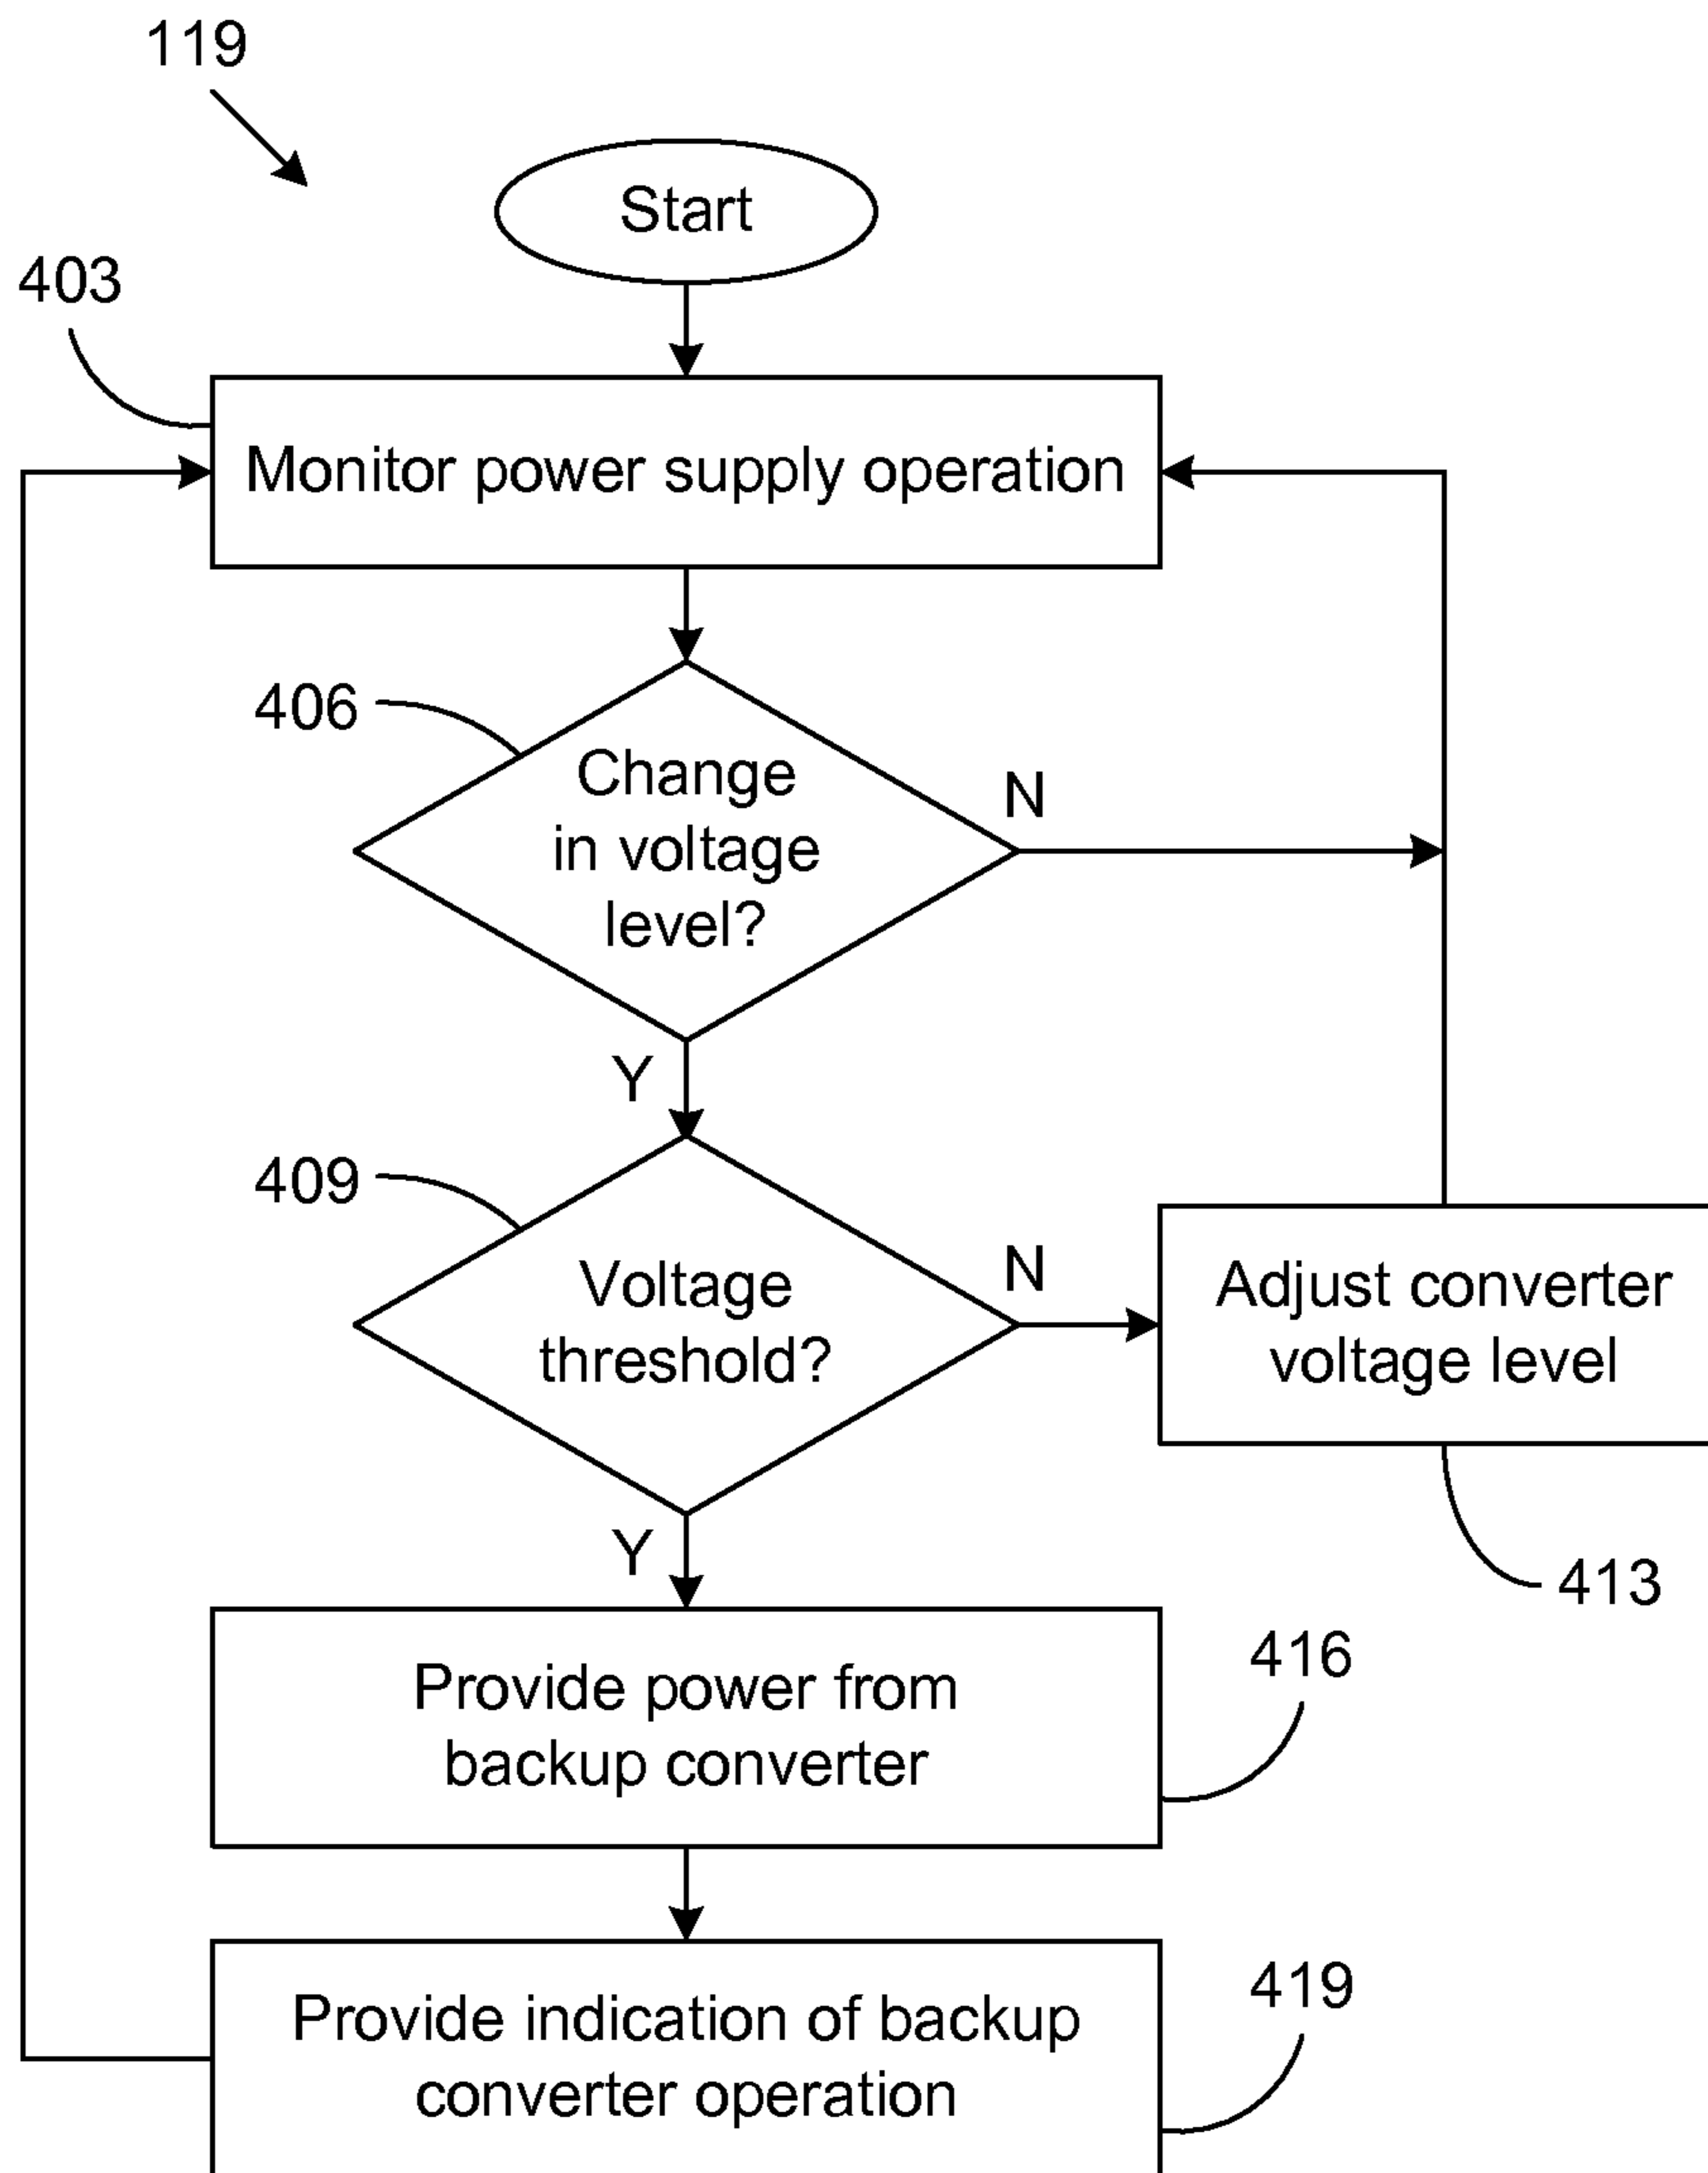 119
Start
403
Monitor power supply operation
406
Change
in voltage
level?
N
Y
409
Voltage
threshold?
N
Adjust converter
voltage level
Y
413
Provide power from
backup converter
416
Provide indication of backup
converter operation
419